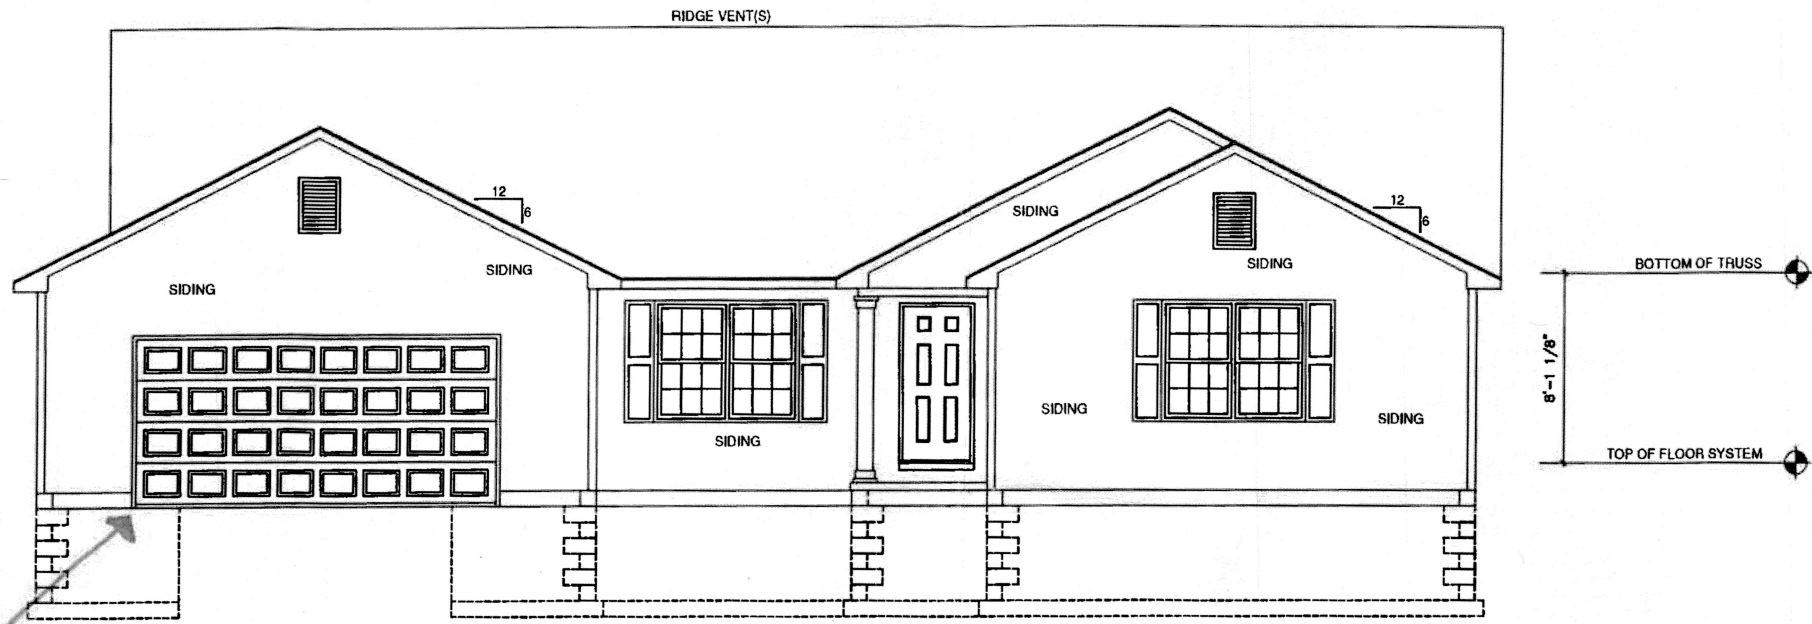 RIDGE VENT(S)
12
6
12
6
SIDING
SIDING
SIDING
SIDING
BOTTOM OF TRUSS
8'-1 1/8"
SIDING
SIDING
SIDING
TOP OF FLOOR SYSTEM